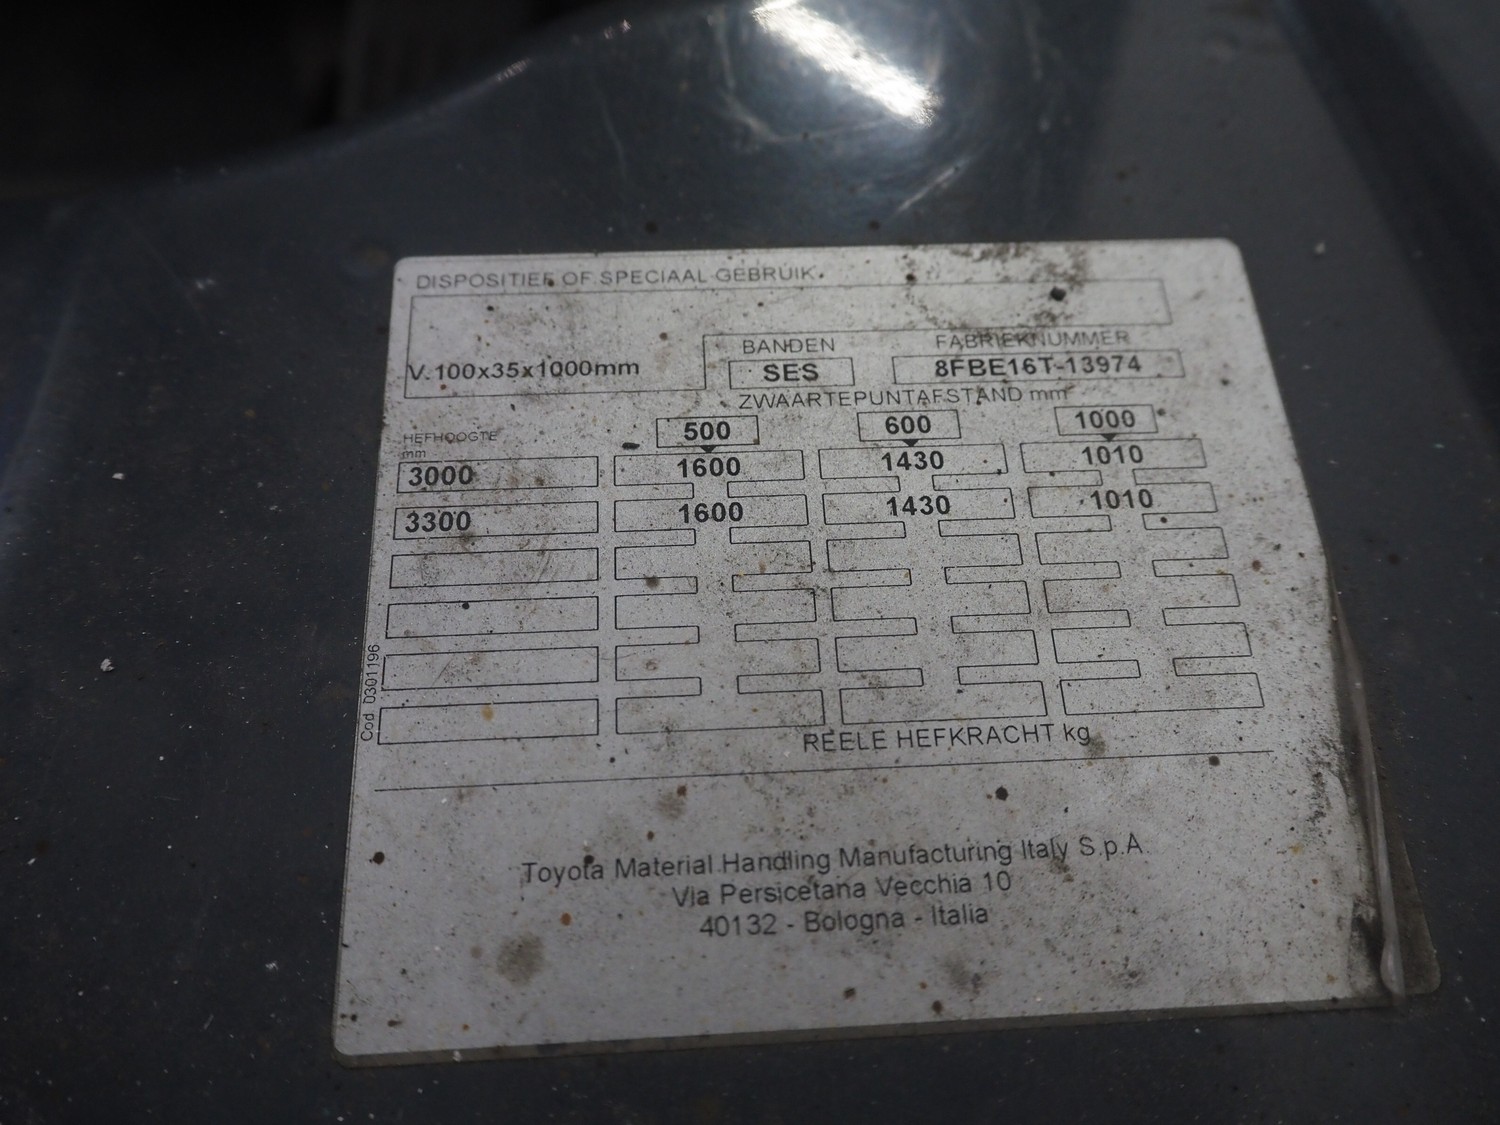 DISPOSITIEF OF SPECIAAL GEBRUIK
V.100x35x1000mm
BANDEN FABRIEKNUMMER
SES 8FBE16T-13974
ZWAARTEPUNTAFSTAND mm
HEFHOOGTE
mm
500 600 1000
3000 1600 1430 1010
3300 1600 1430 1010
Cod. 0301196
REELE HEFKRACHT kg
Toyota Material Handling Manufacturing Italy S.p.A.
Via Persicetana Vecchia 10
40132 - Bologna - Italia